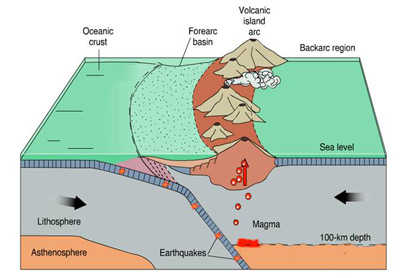 Volcanic
island
arc
Oceanic
crust
Forearc
basin
Backarc region
Sea level
Lithosphere
Magma
100-km depth
Asthenosphere
Earthquakes